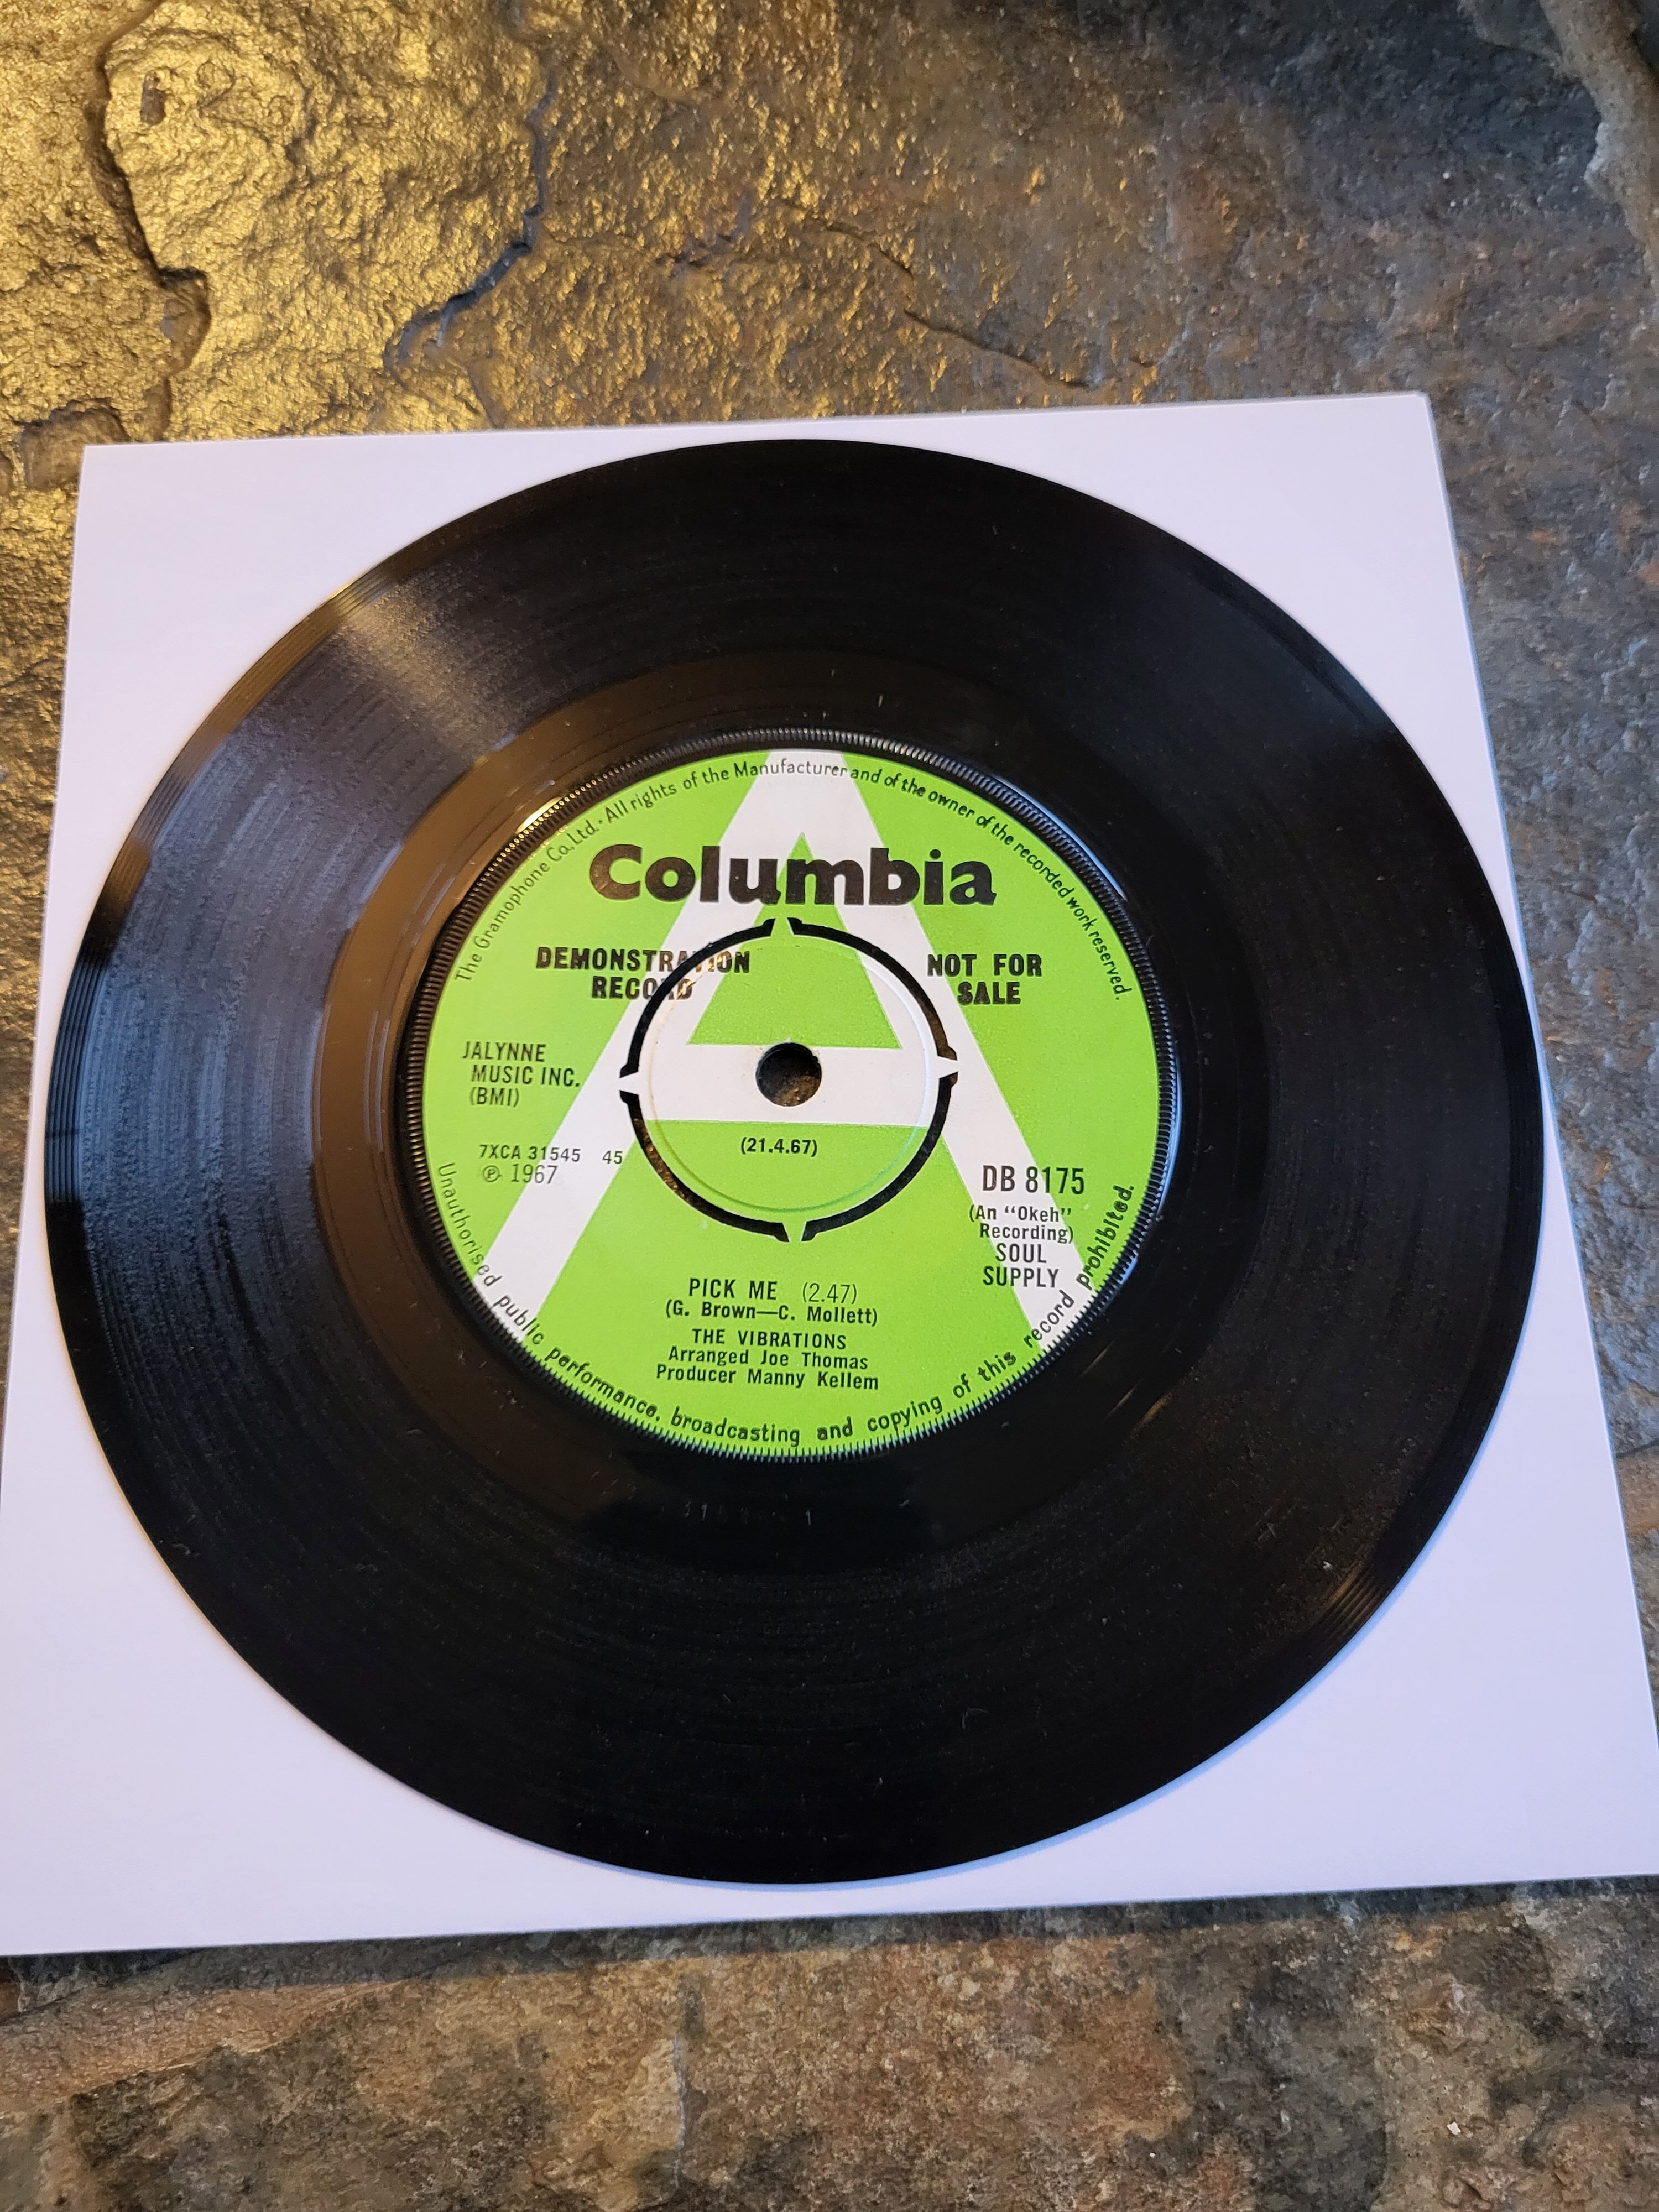 The Gramophone Co. Ltd. · All rights of the Manufacturer and of the owner of the recorded work reserved.
Columbia
DEMONSTRATION
RECORD
NOT FOR
SALE
JALYNNE
MUSIC INC.
(BMI)
7XCA 31545 45
℗ 1967
(21.4.67)
DB 8175
(An "Okeh"
Recording)
SOUL
SUPPLY
PICK ME (2.47)
(G. Brown—C. Mollett)
THE VIBRATIONS
Arranged Joe Thomas
Producer Manny Kellem
Unauthorised public performance, broadcasting and copying of this record prohibited.